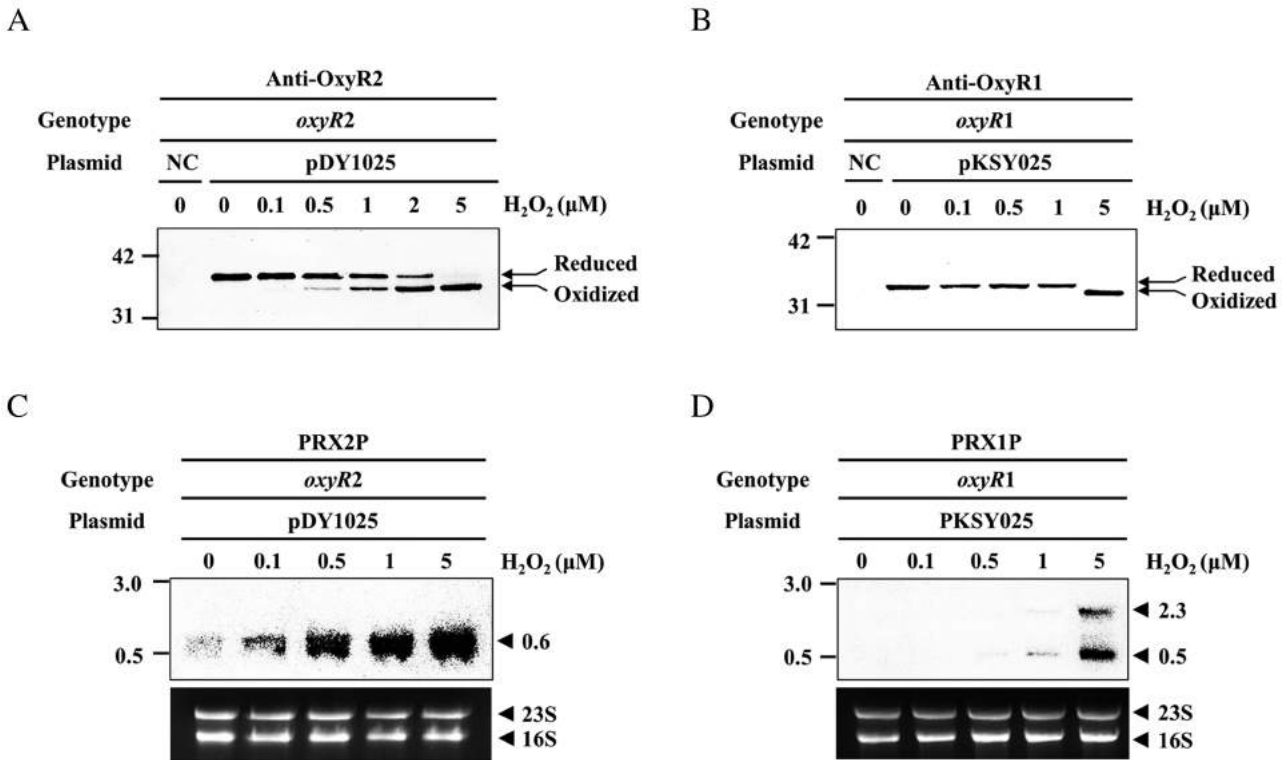 A
Anti-OxyR2
Genotype oxyR2
Plasmid NC pDY1025
0 0 0.1 0.5 1 2 5 H₂O₂ (µM)
42
Reduced
Oxidized
31
B
Anti-OxyR1
Genotype oxyR1
Plasmid NC pKSY025
0 0 0.1 0.5 1 5 H₂O₂ (µM)
42
Reduced
Oxidized
31
C
PRX2P
Genotype oxyR2
Plasmid pDY1025
0 0.1 0.5 1 5 H₂O₂ (µM)
3.0
0.6
0.5
23S
16S
D
PRX1P
Genotype oxyR1
Plasmid PKSY025
0 0.1 0.5 1 5 H₂O₂ (µM)
3.0
2.3
0.5 0.5
23S
16S